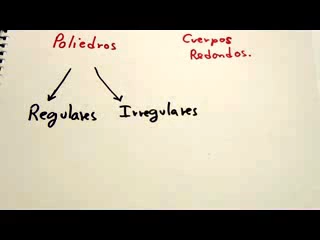 Poliedros
Cuerpos
Redondos.
Regulares
Irregulares